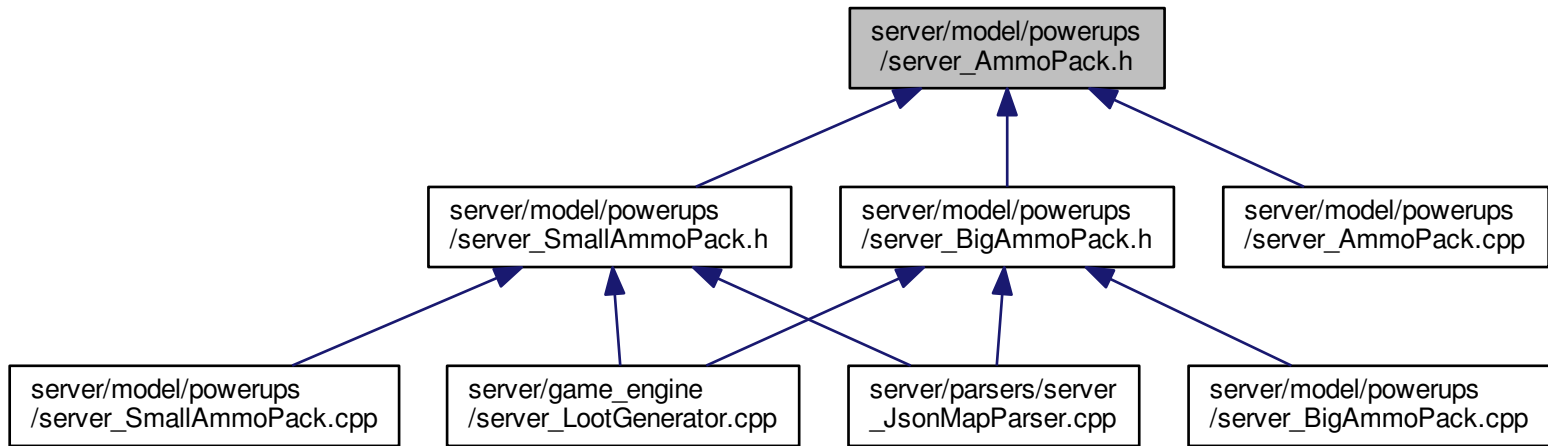 server/model/powerups
/server_AmmoPack.h
server/model/powerups
/server_SmallAmmoPack.h
server/model/powerups
/server_BigAmmoPack.h
server/model/powerups
/server_AmmoPack.cpp
server/model/powerups
/server_SmallAmmoPack.cpp
server/game_engine
/server_LootGenerator.cpp
server/parsers/server
_JsonMapParser.cpp
server/model/powerups
/server_BigAmmoPack.cpp